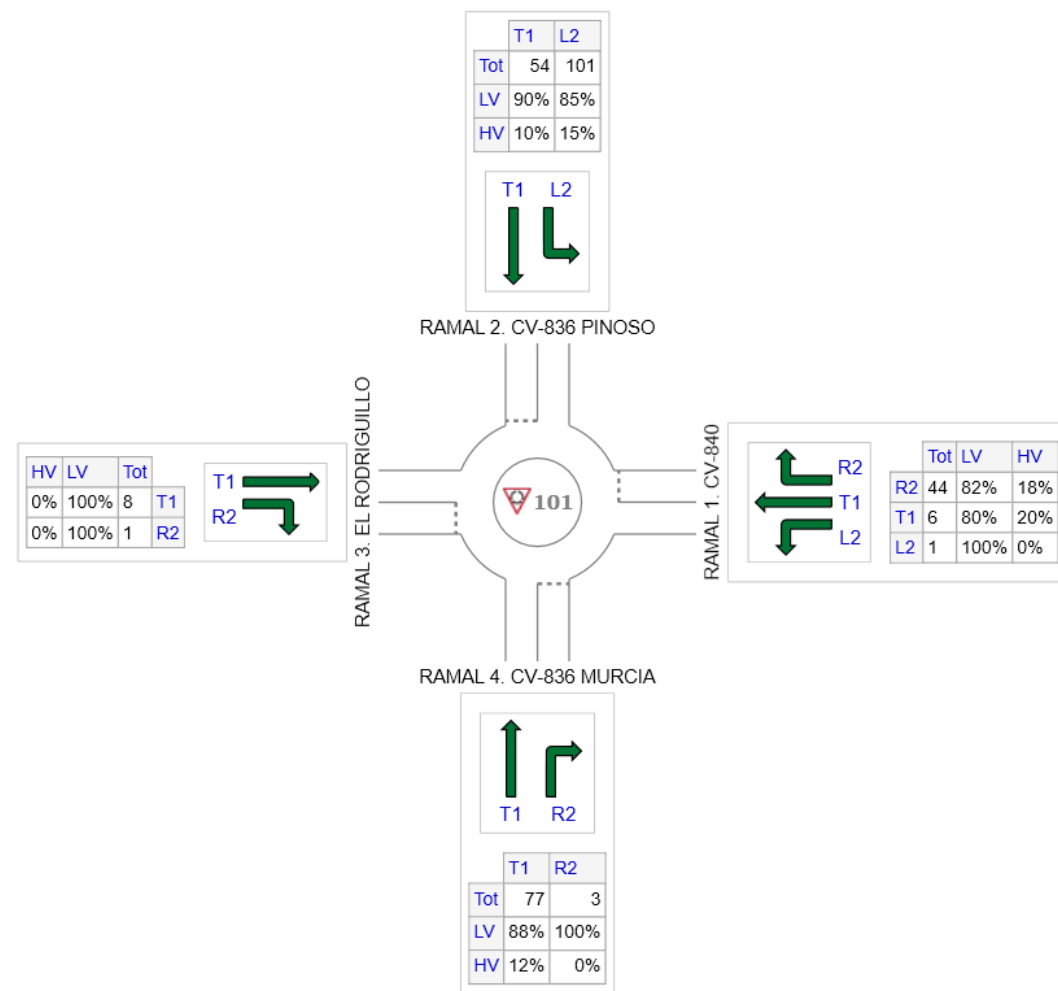 T1 L2
Tot 54 101
LV 90% 85%
HV 10% 15%
T1 L2
RAMAL 2. CV-836 PINOSO
RAMAL 3. EL RODRIGUILLO
HV LV Tot
0% 100% 8 T1
0% 100% 1 R2
T1
R2
101
RAMAL 1. CV-840
R2
T1
L2
Tot LV HV
R2 44 82% 18%
T1 6 80% 20%
L2 1 100% 0%
RAMAL 4. CV-836 MURCIA
T1 R2
T1 R2
Tot 77 3
LV 88% 100%
HV 12% 0%